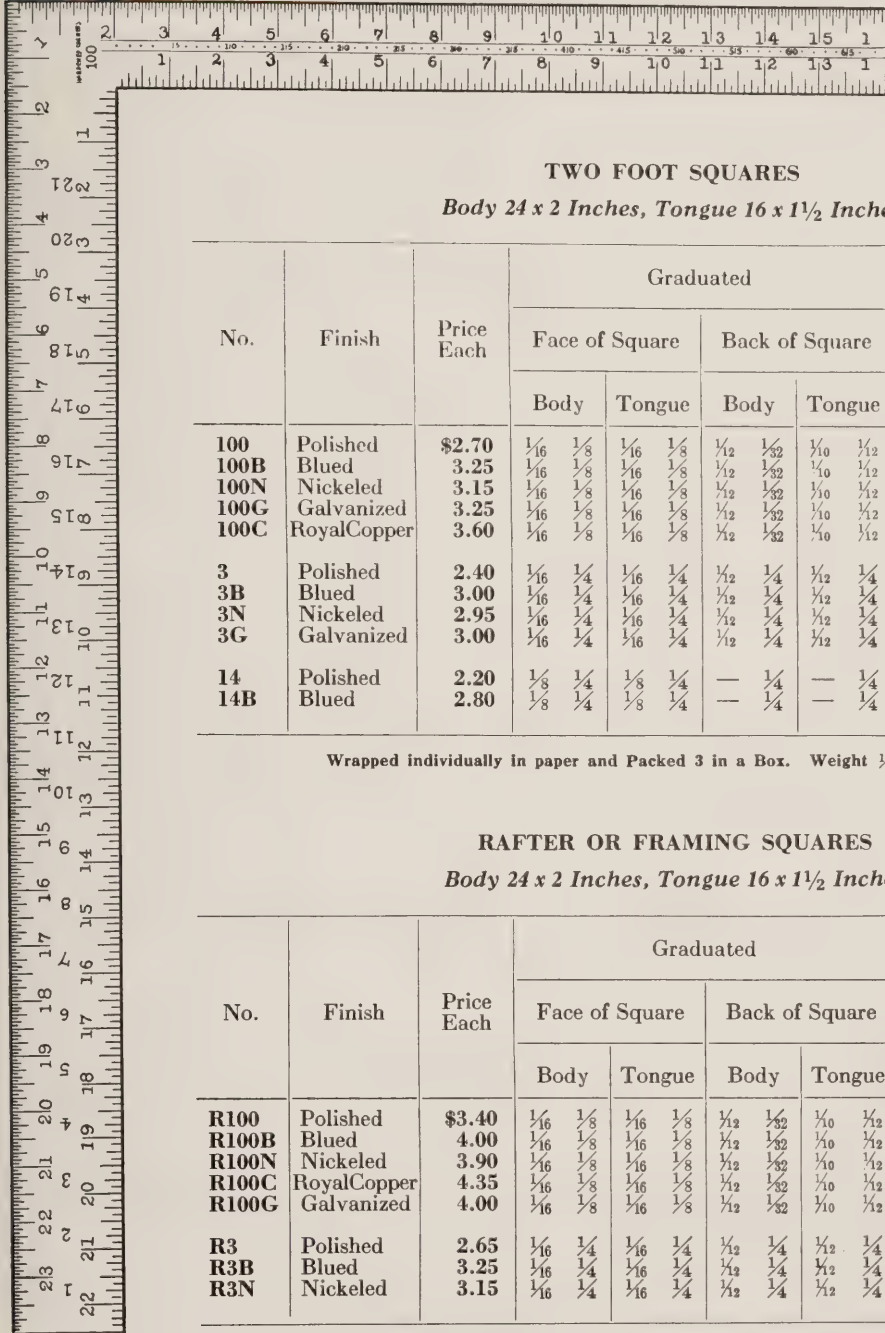 TWO FOOT SQUARES
Body 24 x 2 Inches, Tongue 16 x 1½
No. Finish Price Each Graduated
Face of Square Back of Square
Body Tongue Body Tongue
100 Polished $2.70 1/16 1/8 1/16 1/8 1/12 1/32 1/10 1/12
100B Blued 3.25 1/16 1/8 1/16 1/8 1/12 1/32 1/10 1/12
100N Nickeled 3.15 1/16 1/8 1/16 1/8 1/12 1/32 1/10 1/12
100G Galvanized 3.25 1/16 1/8 1/16 1/8 1/12 1/32 1/10 1/12
100C RoyalCopper 3.60 1/16 1/8 1/16 1/8 1/12 1/32 1/10 1/12
3 Polished 2.40 1/16 1/4 1/16 1/4 1/12 1/4 1/12 1/4
3B Blued 3.00 1/16 1/4 1/16 1/4 1/12 1/4 1/12 1/4
3N Nickeled 2.95 1/16 1/4 1/16 1/4 1/12 1/4 1/12 1/4
3G Galvanized 3.00 1/16 1/4 1/16 1/4 1/12 1/4 1/12 1/4
14 Polished 2.20 1/8 1/4 1/8 1/4 — 1/4 — 1/4
14B Blued 2.80 1/8 1/4 1/8 1/4 — 1/4 — 1/4
Wrapped individually in paper and Packed 3 in a Box. Weight
RAFTER OR FRAMING SQUARES
Body 24 x 2 Inches, Tongue 16 x 1½
No. Finish Price Each Graduated
Face of Square Back of Square
Body Tongue Body Tongue
R100 Polished $3.40 1/16 1/8 1/16 1/8 1/12 1/32 1/10 1/12
R100B Blued 4.00 1/16 1/8 1/16 1/8 1/12 1/32 1/10 1/12
R100N Nickeled 3.90 1/16 1/8 1/16 1/8 1/12 1/32 1/10 1/12
R100C RoyalCopper 4.35 1/16 1/8 1/16 1/8 1/12 1/32 1/10 1/12
R100G Galvanized 4.00 1/16 1/8 1/16 1/8 1/12 1/32 1/10 1/12
R3 Polished 2.65 1/16 1/4 1/16 1/4 1/12 1/4 1/12 1/4
R3B Blued 3.25 1/16 1/4 1/16 1/4 1/12 1/4 1/12 1/4
R3N Nickeled 3.15 1/16 1/4 1/16 1/4 1/12 1/4 1/12 1/4